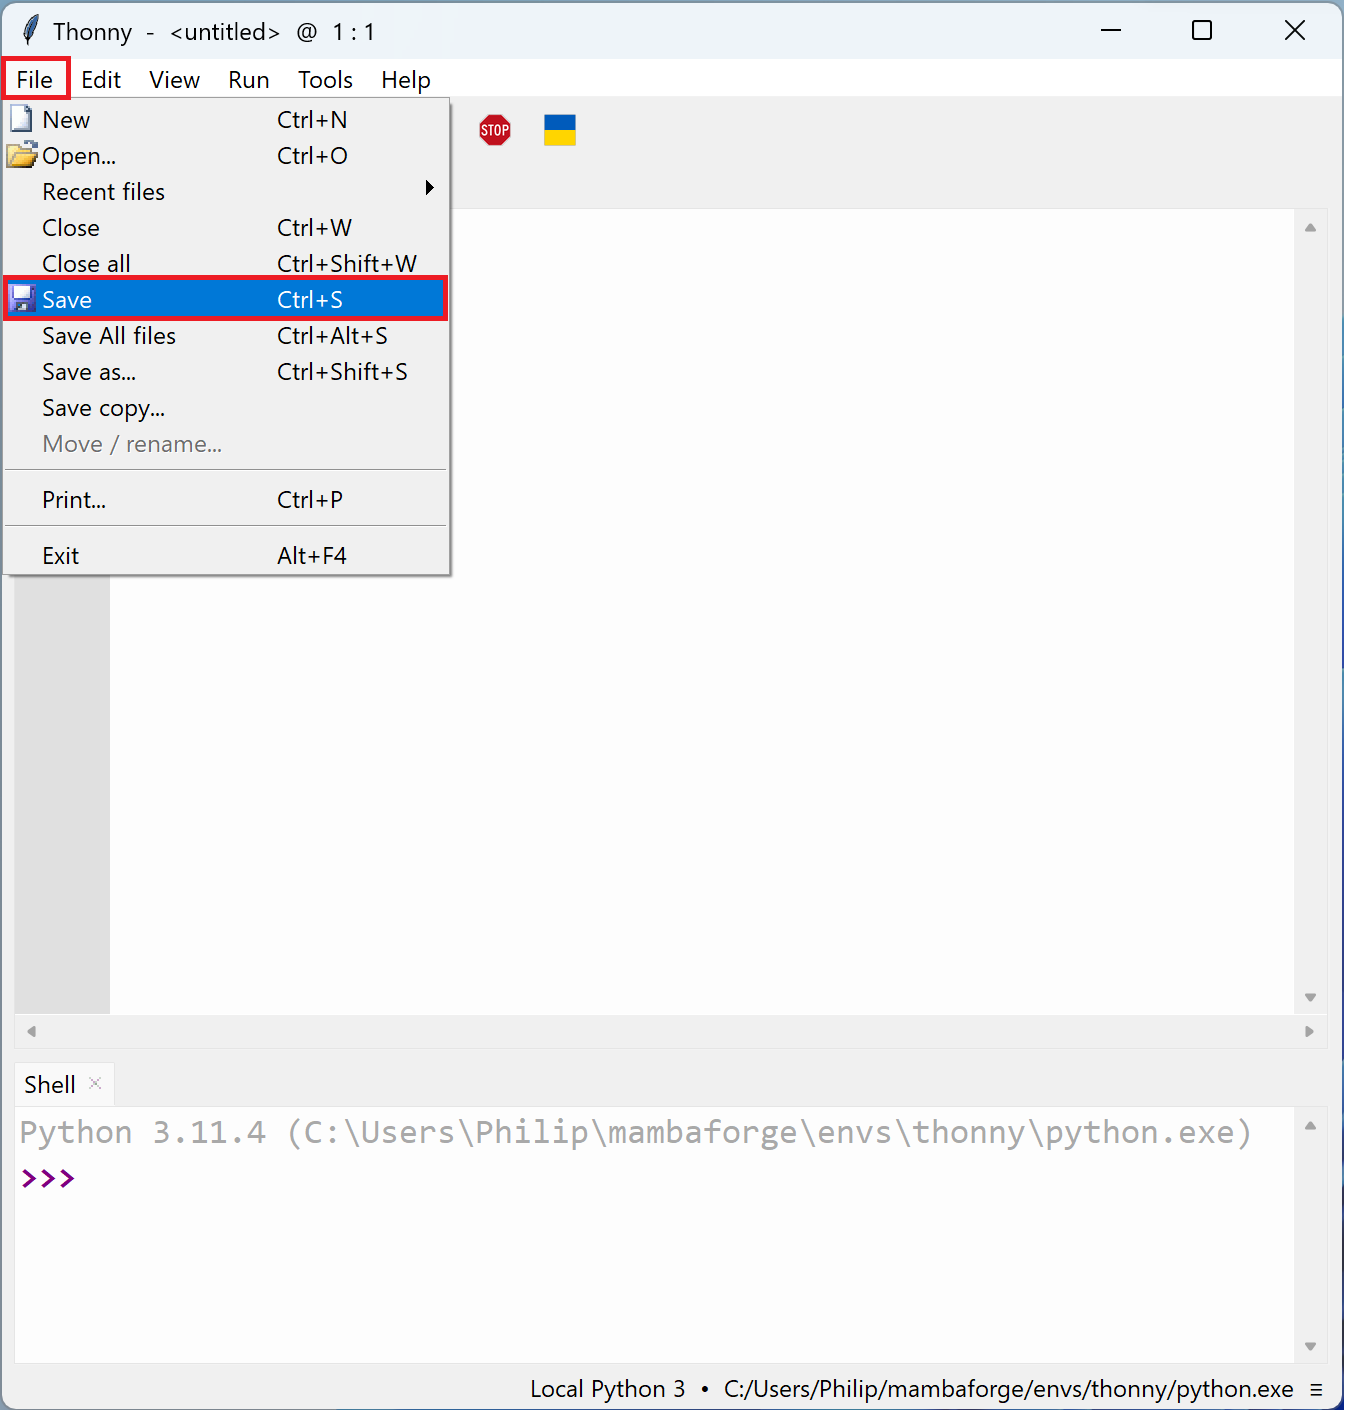 Thonny - <untitled> @ 1 : 1
File Edit View Run Tools Help
New Ctrl+N
STOP
Open... Ctrl+O
Recent files
Close Ctrl+W
Close all Ctrl+Shift+W
Save Ctrl+S
Save All files Ctrl+Alt+S
Save as... Ctrl+Shift+S
Save copy...
Move / rename...
Print... Ctrl+P
Exit Alt+F4
Shell
Python 3.11.4 (C:\Users\Philip\mambaforge\envs\thonny\python.exe)
>>>
Local Python 3 • C:/Users/Philip/mambaforge/envs/thonny/python.exe ≡